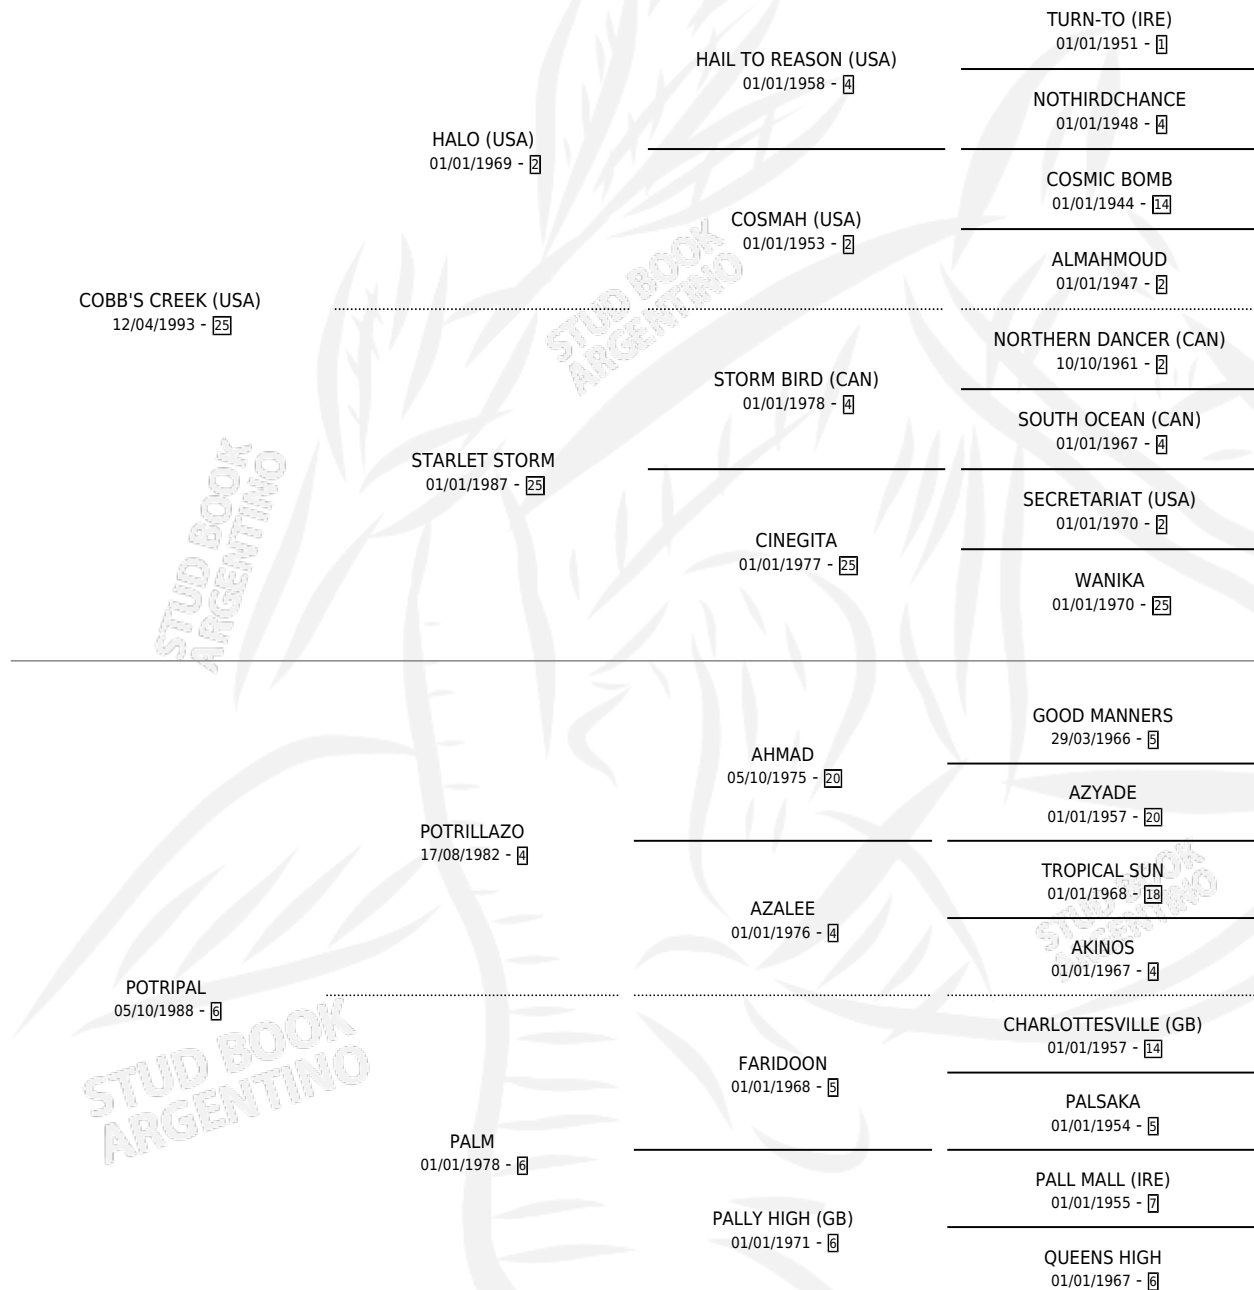 TURN-TO (IRE)
01/01/1951 - 1
HAIL TO REASON (USA)
01/01/1958 - 4
NOTHIRDCHANCE
01/01/1948 - 4
HALO (USA)
01/01/1969 - 2
COSMIC BOMB
01/01/1944 - 14
COSMAH (USA)
01/01/1953 - 2
ALMAHMOUD
01/01/1947 - 2
COBB'S CREEK (USA)
12/04/1993 - 25
NORTHERN DANCER (CAN)
10/10/1961 - 2
STORM BIRD (CAN)
01/01/1978 - 4
SOUTH OCEAN (CAN)
01/01/1967 - 4
STARLET STORM
01/01/1987 - 25
SECRETARIAT (USA)
01/01/1970 - 2
CINEGITA
01/01/1977 - 25
WANIKA
01/01/1970 - 25
GOOD MANNERS
29/03/1966 - 5
AHMAD
05/10/1975 - 20
AZYADE
01/01/1957 - 20
POTRILLAZO
17/08/1982 - 4
TROPICAL SUN
01/01/1968 - 18
AZALEE
01/01/1976 - 4
AKINOS
01/01/1967 - 4
POTRIPAL
05/10/1988 - 6
CHARLOTTESVILLE (GB)
01/01/1957 - 14
FARIDOON
01/01/1968 - 5
PALSAKA
01/01/1954 - 5
PALM
01/01/1978 - 6
PALL MALL (IRE)
01/01/1955 - 7
PALLY HIGH (GB)
01/01/1971 - 6
QUEENS HIGH
01/01/1967 - 6
STUD BOOK
ARGENTINO
STUD BOOK
ARGENTINO
STUD BOOK
ARGENTINO
STUD BOOK
ARGENTINO